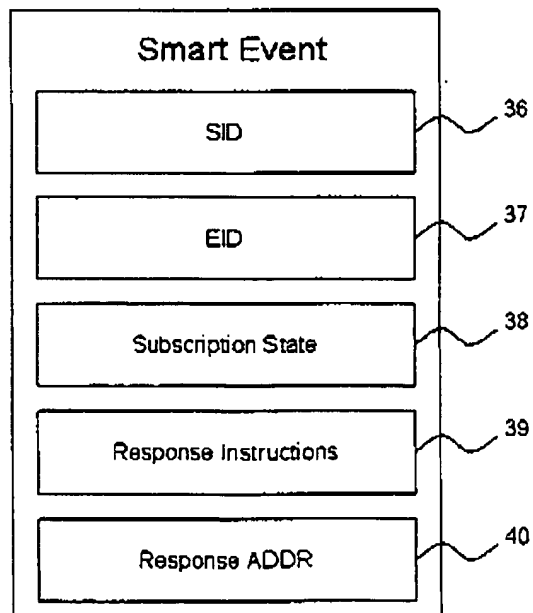 Smart Event
SID
36
EID
37
Subscription State
38
Response Instructions
39
Response ADDR
40